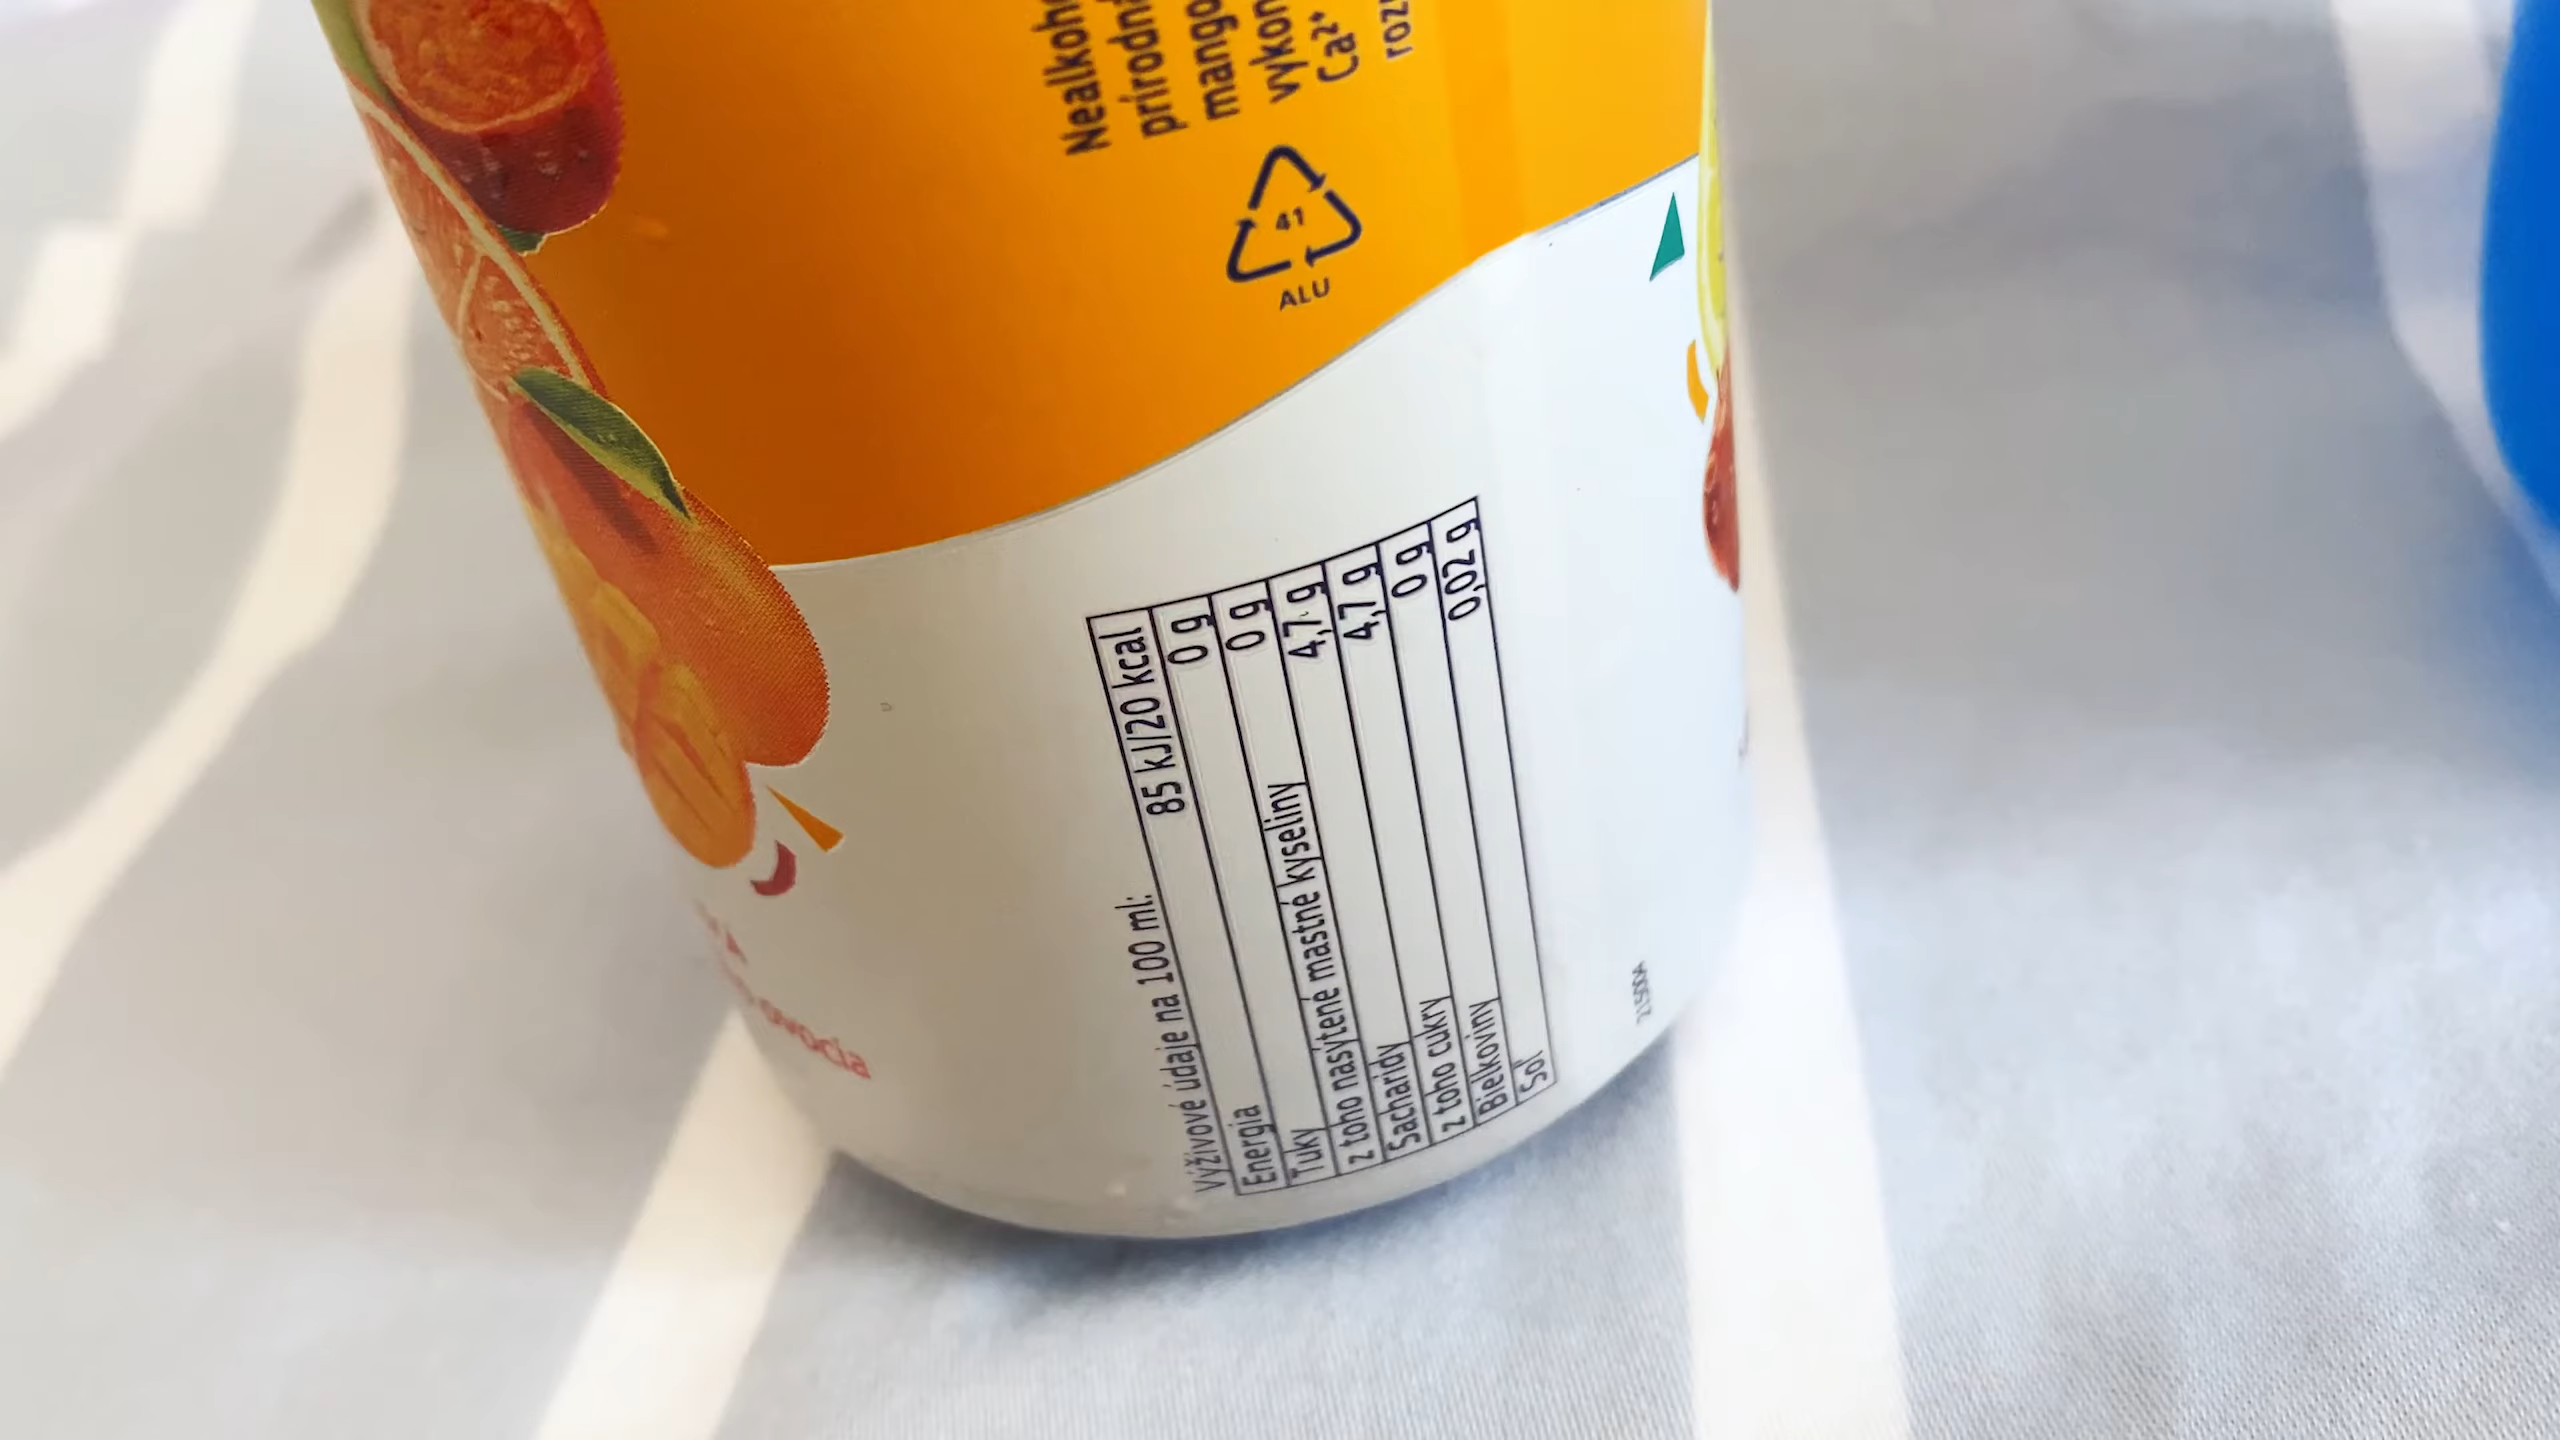 Nealkoh
prírodn
mango
vykon
Ca²⁺
roz
41
ALU
Výživové údaje na 100 ml:
Energia 85 kJ/20 kcal
Tuky 0 g
z toho nasýtené mastné kyseliny 0 g
Sacharidy 4,7 g
z toho cukry 4,7 g
Bielkoviny 0 g
Soľ 0,02 g
ovocia